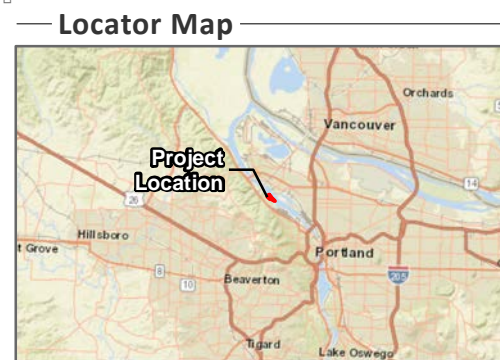 Locator Map
Orchards
Vancouver
Project
Location
14
26
Hillsboro
t Grove
Portland
8
10
Beaverton
205
Tigard
Lake Oswego